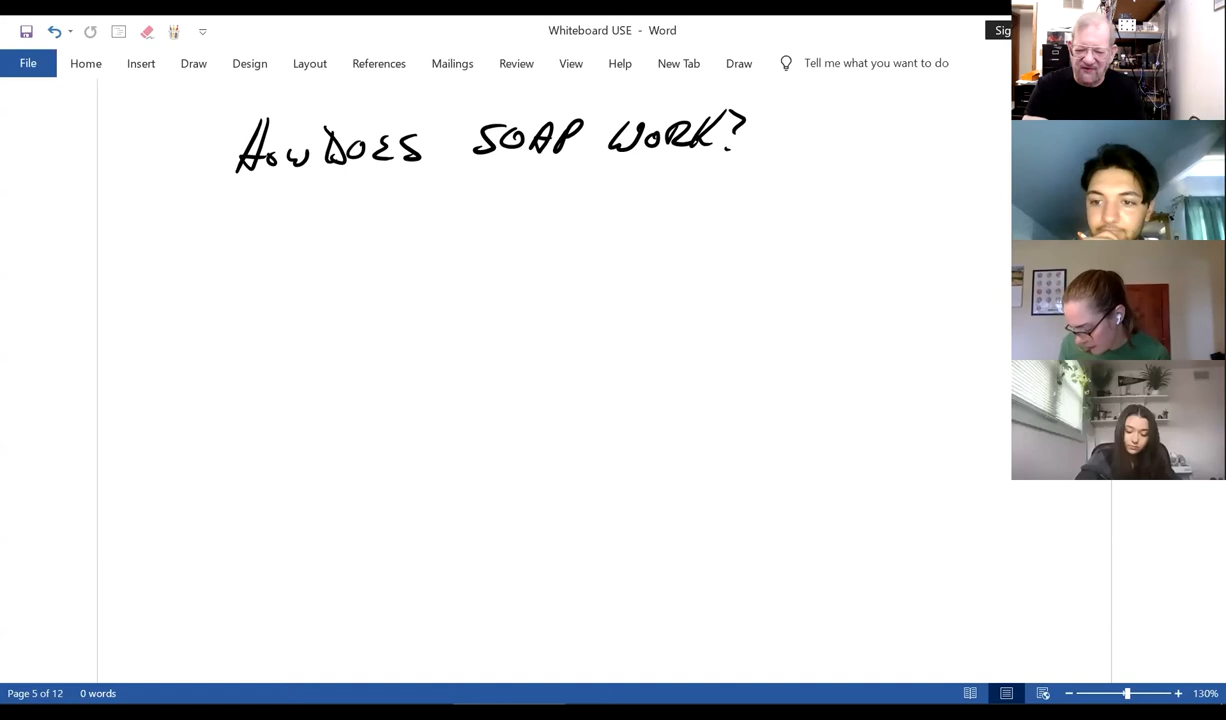 Whiteboard USE - Word
Sig
File Home Insert Draw Design Layout References Mailings Review View Help New Tab Draw Tell me what you want to do
How DOES SOAP WORK?
Page 5 of 12 0 words 130%